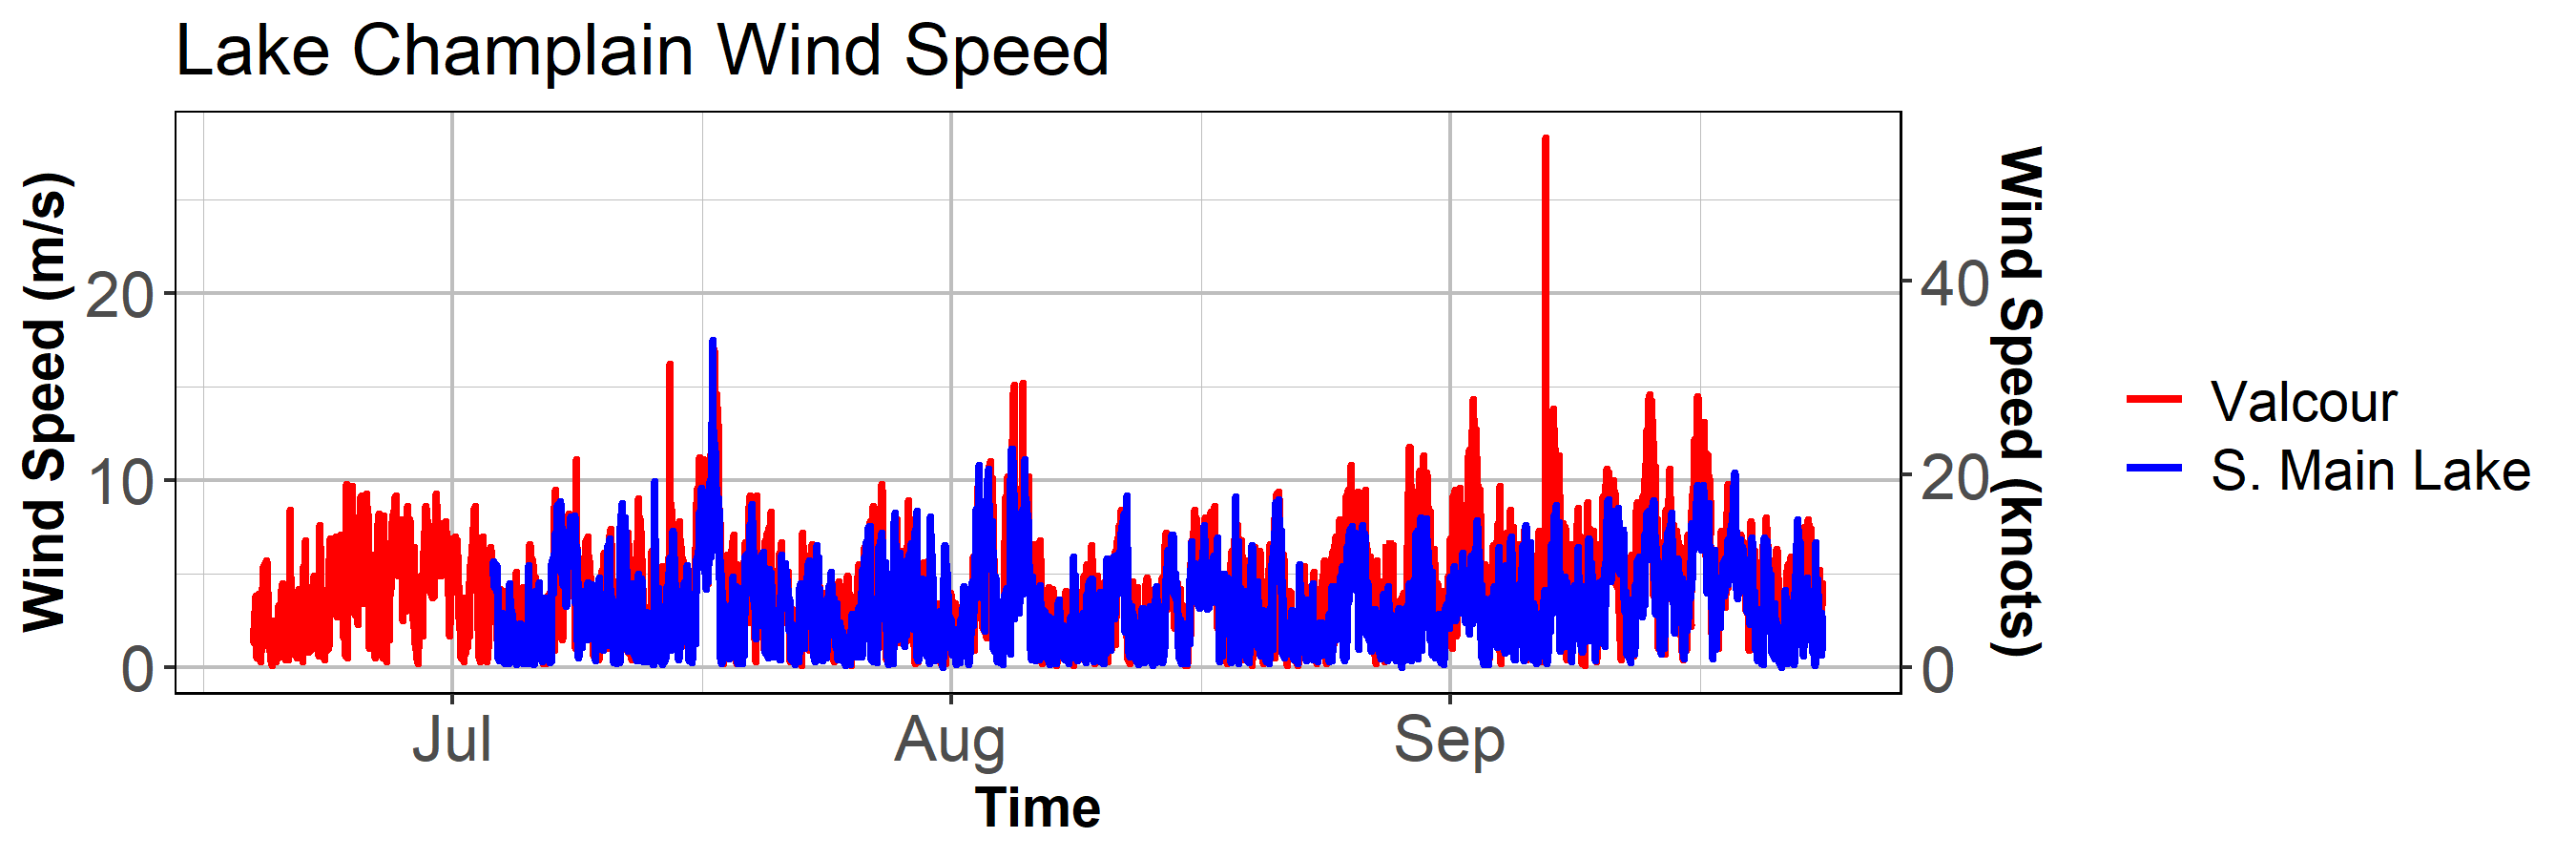 Lake Champlain Wind Speed
Wind Speed (m/s)
20
10
0
Jul
Aug
Sep
Time
40
20
0
Wind Speed (knots)
Valcour
S. Main Lake